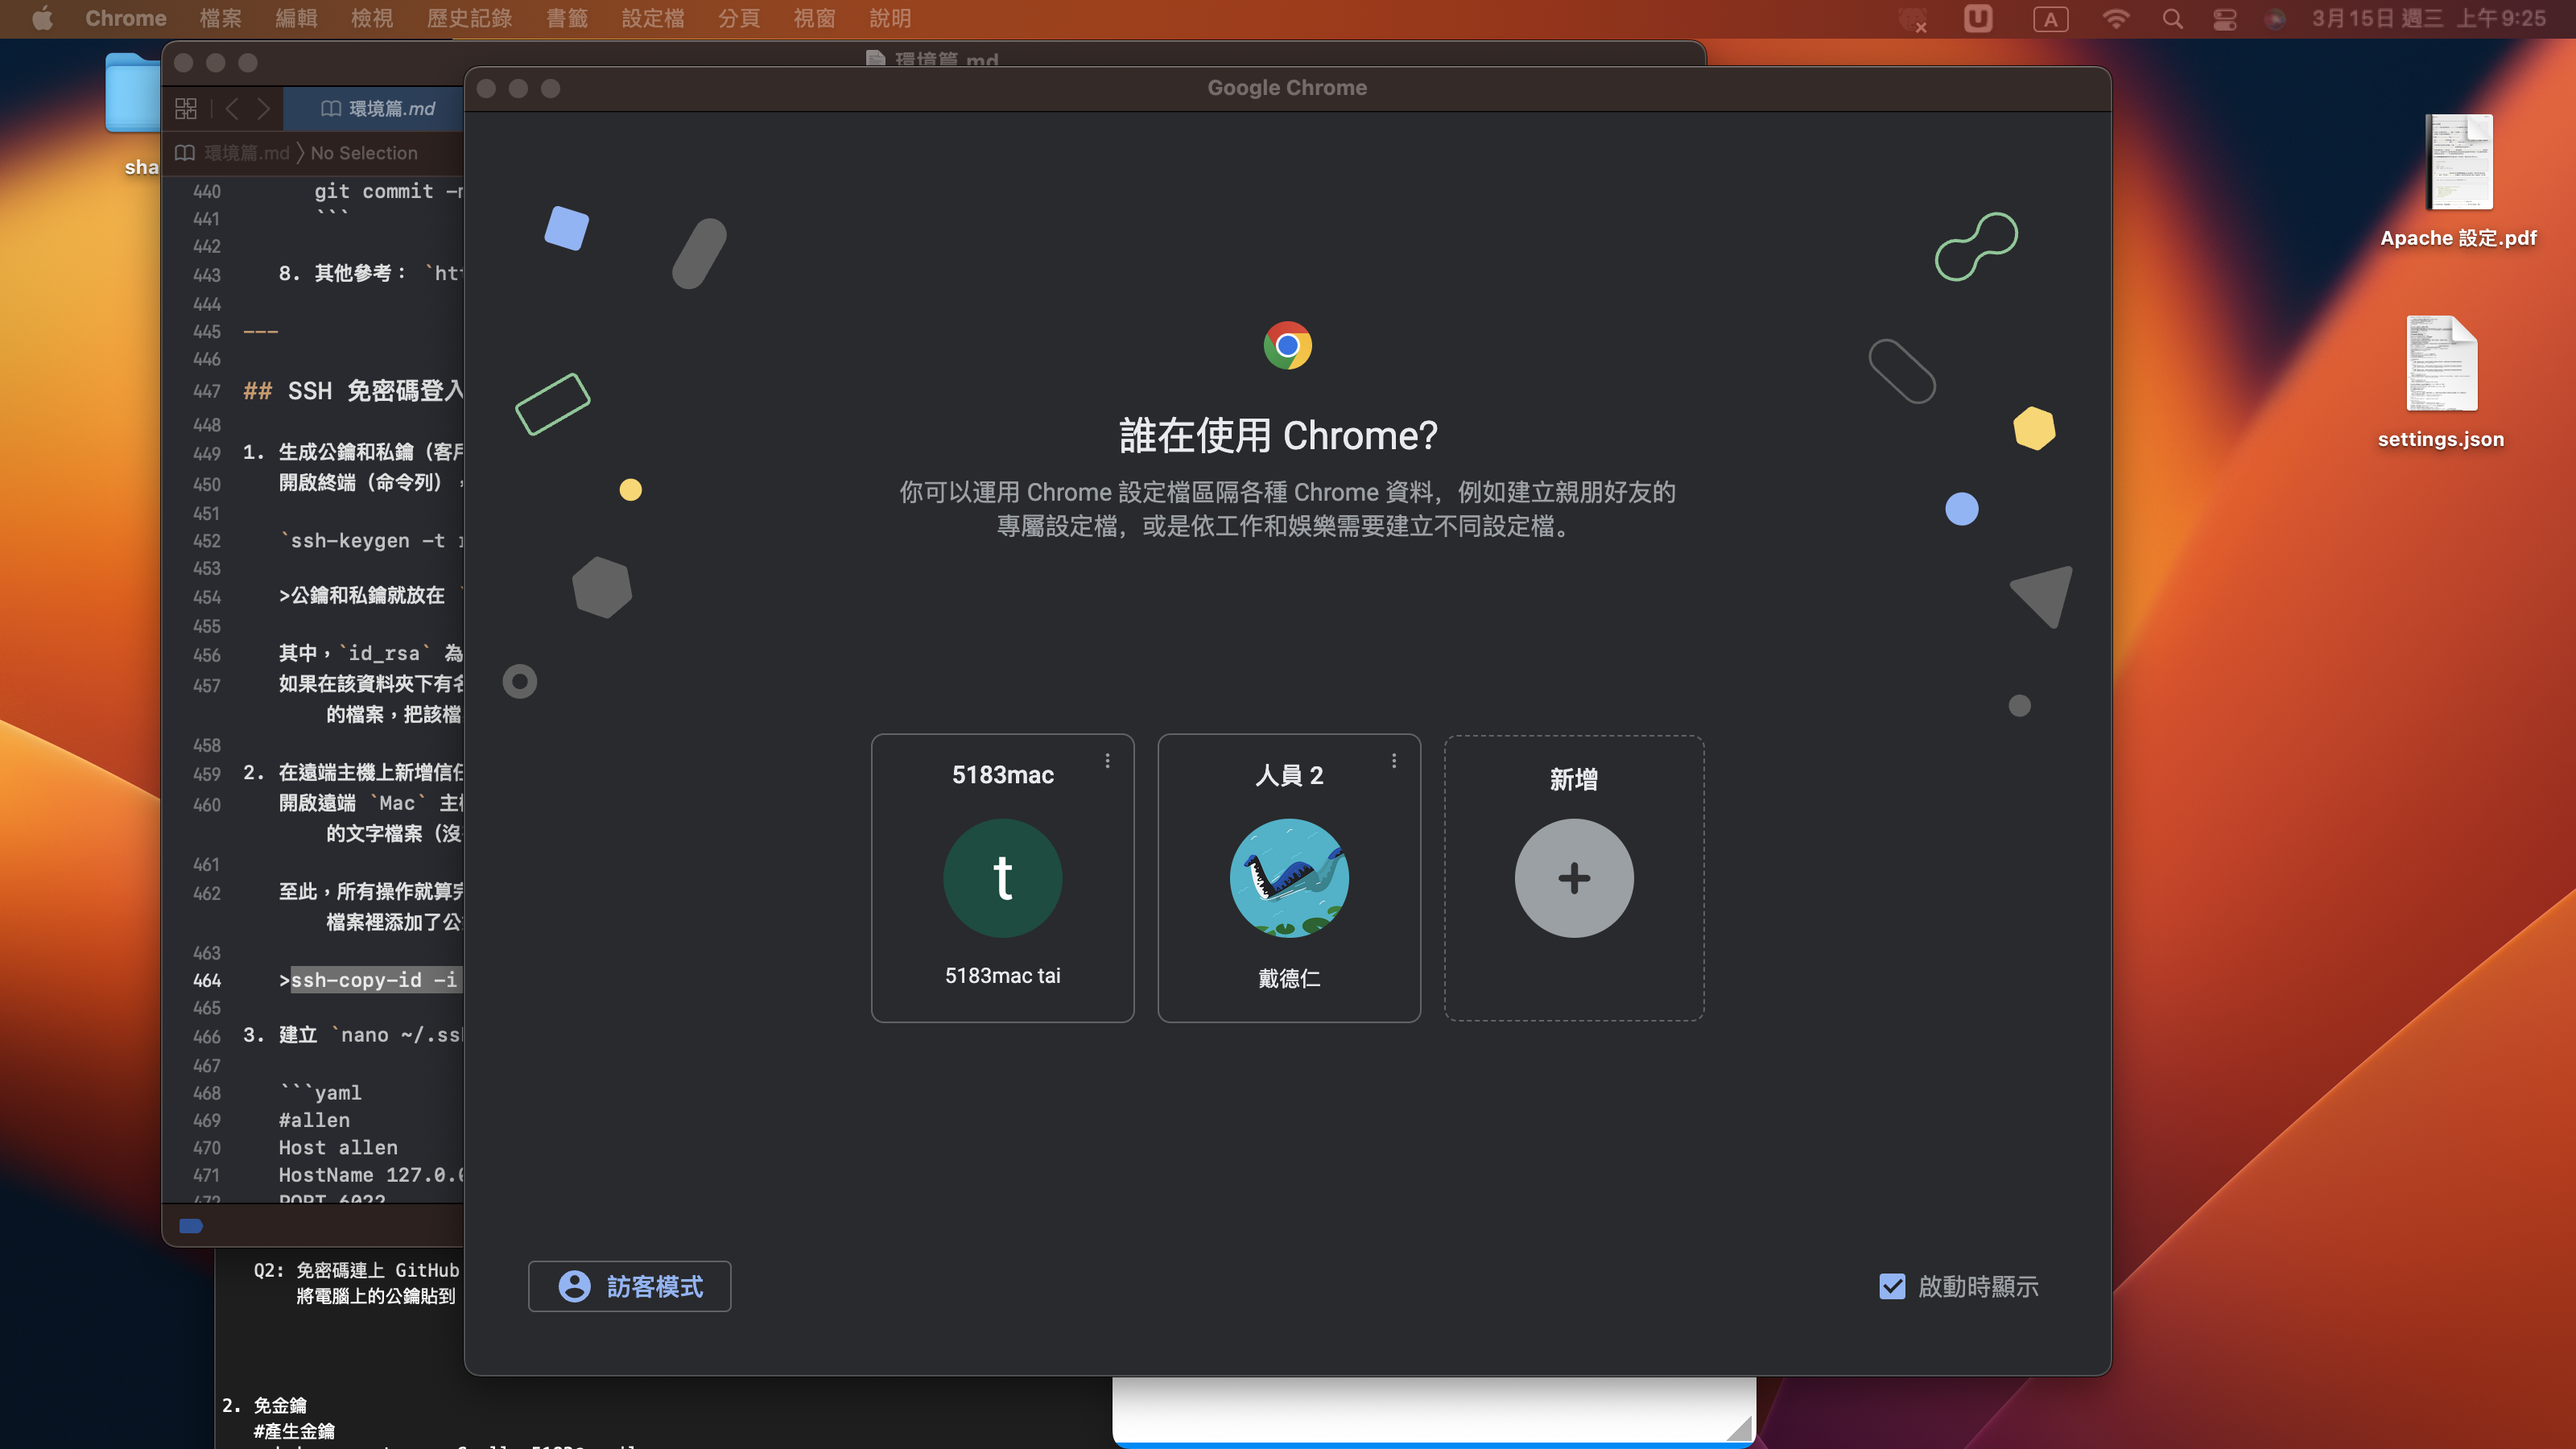 Chrome 檔案 編輯 檢視 歷史記錄 書籤 設定檔 分頁 視窗 說明
A 3月15日 週三 上午9:25
環境篇.md
Google Chrome
環境篇.md
環境篇.md No Selection
sha
440 git commit -m
441 ```
442
443 8. 其他參考： `htt
444
445 ---
446
447 ## SSH 免密碼登入
448
449 1. 生成公鑰和私鑰（客戶
450 開啟終端（命令列），
451
452 `ssh-keygen -t r
453
454 >公鑰和私鑰就放在 `
455
456 其中，`id_rsa` 為
457 如果在該資料夾下有名
的檔案，把該檔
458
459 2. 在遠端主機上新增信任
460 開啟遠端 `Mac` 主機
的文字檔案（沒有
461
462 至此，所有操作就算完
檔案裡添加了公
463
464 >ssh-copy-id -i
465
466 3. 建立 `nano ~/.ssh
467
468 ```yaml
469 #allen
470 Host allen
471 HostName 127.0.0
472 PORT 6022
誰在使用 Chrome?
你可以運用 Chrome 設定檔區隔各種 Chrome 資料，例如建立親朋好友的
專屬設定檔，或是依工作和娛樂需要建立不同設定檔。
5183mac
t
5183mac tai
人員 2
戴德仁
新增
訪客模式
啟動時顯示
Q2: 免密碼連上 GitHub
將電腦上的公鑰貼到
2. 免金鑰
#產生金鑰
Apache 設定.pdf
settings.json